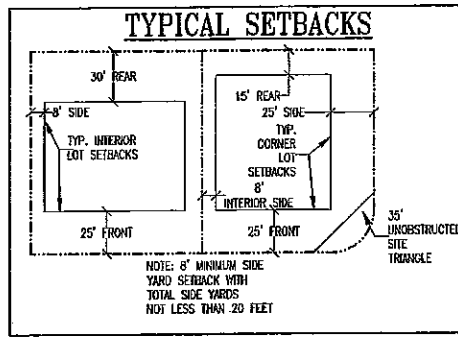 TYPICAL SETBACKS
30' REAR
15' REAR
8' SIDE
25' SIDE
TYP. INTERIOR
LOT SETBACKS
TYP.
CORNER
LOT
SETBACKS
8'
INTERIOR SIDE
25' FRONT
25' FRONT
35'
UNOBSTRUCTED
SITE
TRIANGLE
NOTE: 8' MINIMUM SIDE
YARD SETBACK WITH
TOTAL SIDE YARDS
NOT LESS THAN 20 FEET